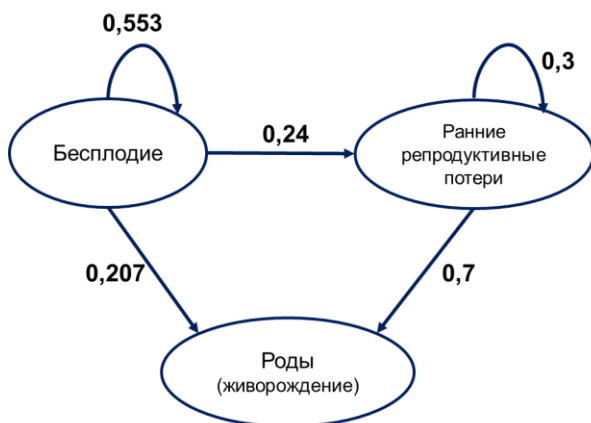 0,553
0,3
Бесплодие
0,24
Ранние
репродуктивные
потери
0,207
0,7
Роды
(живорождение)